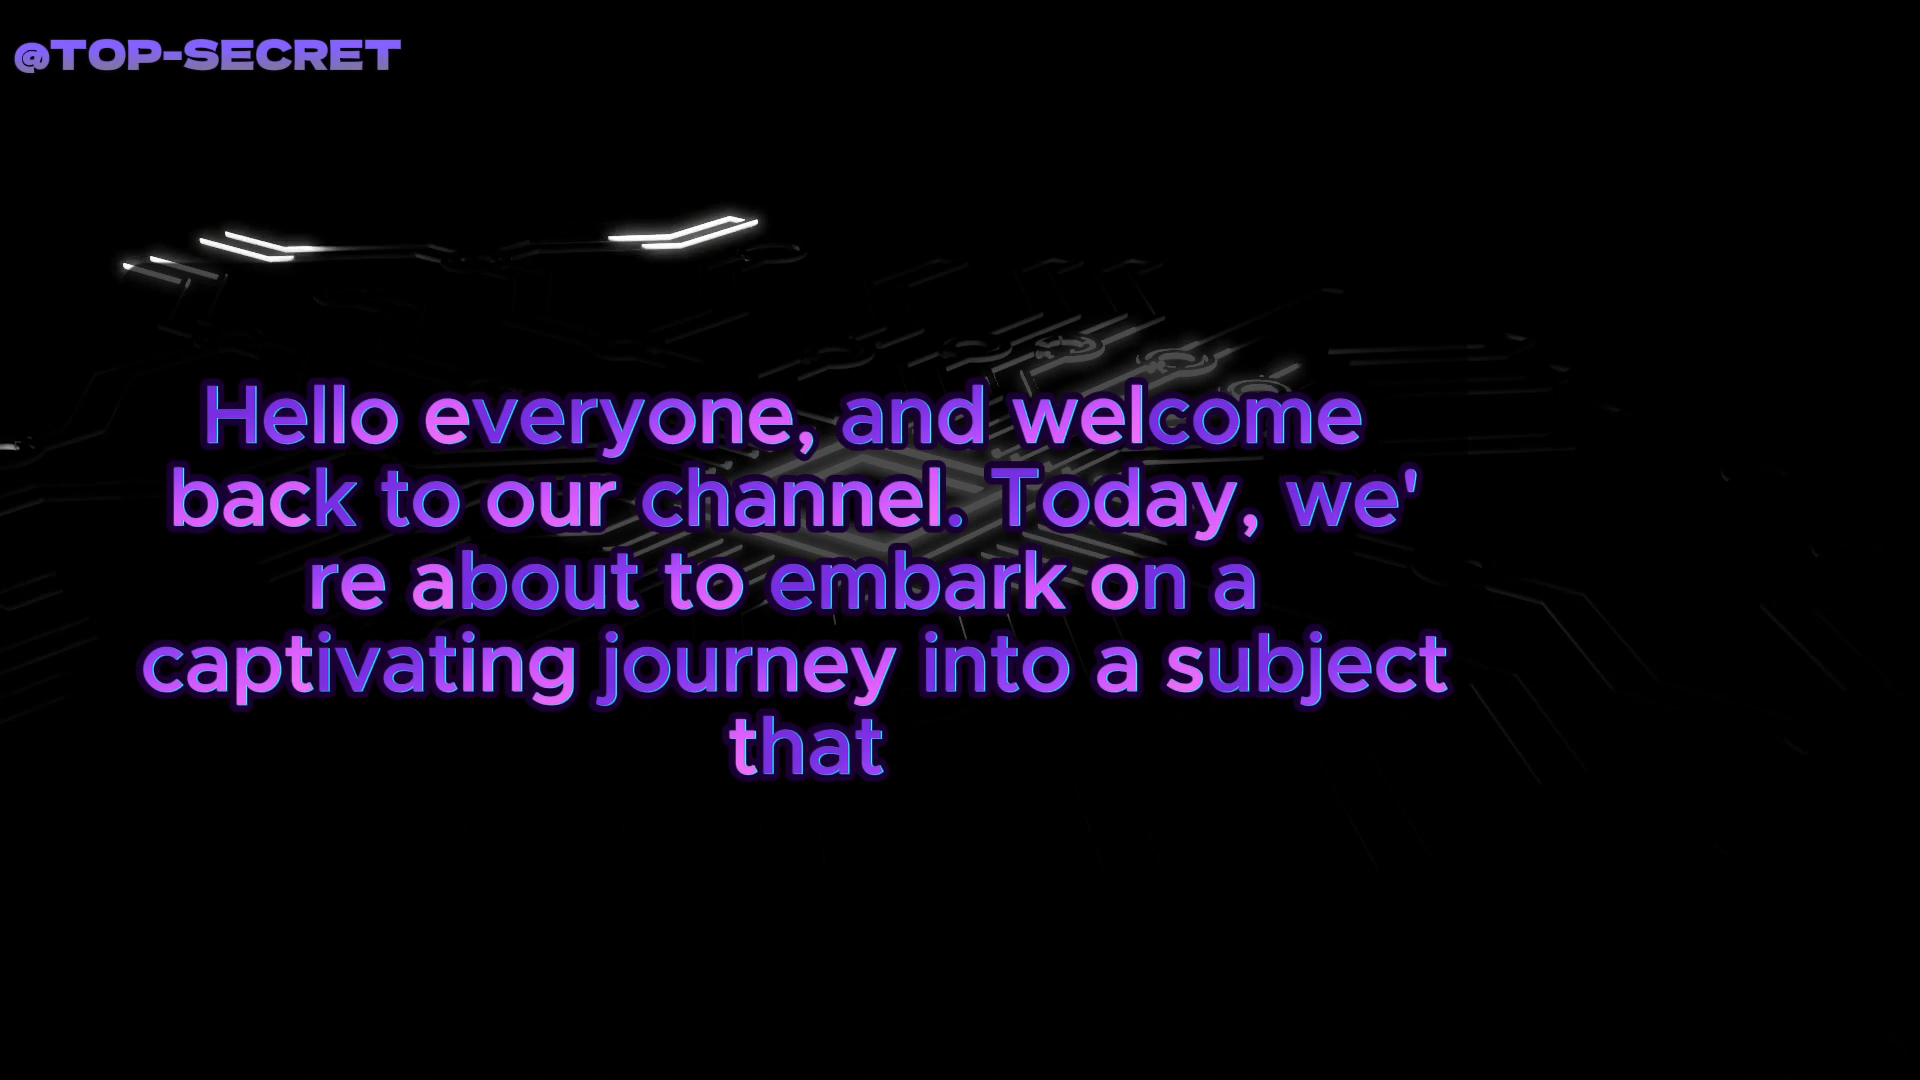 @TOP-SECRET
Hello everyone, and welcome
back to our channel. Today, we'
re about to embark on a
captivating journey into a subject
that